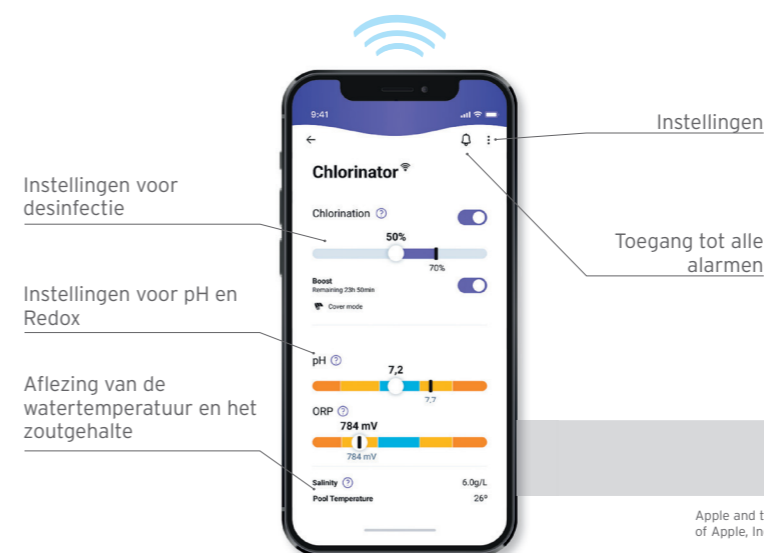 9:41
Instellingen
Chlorinator
Instellingen voor
desinfectie
Chlorination ?
50%
70%
Toegang tot alle
alarmen
Boost
Remaining 23h 50min
Cover mode
Instellingen voor pH en
Redox
pH ?
7,2
7,7
Aflezing van de
watertemperatuur en het
zoutgehalte
ORP ?
784 mV
784 mV
Salinity ?
6.0g/L
Pool Temperature
26º
Apple and t
of Apple, In